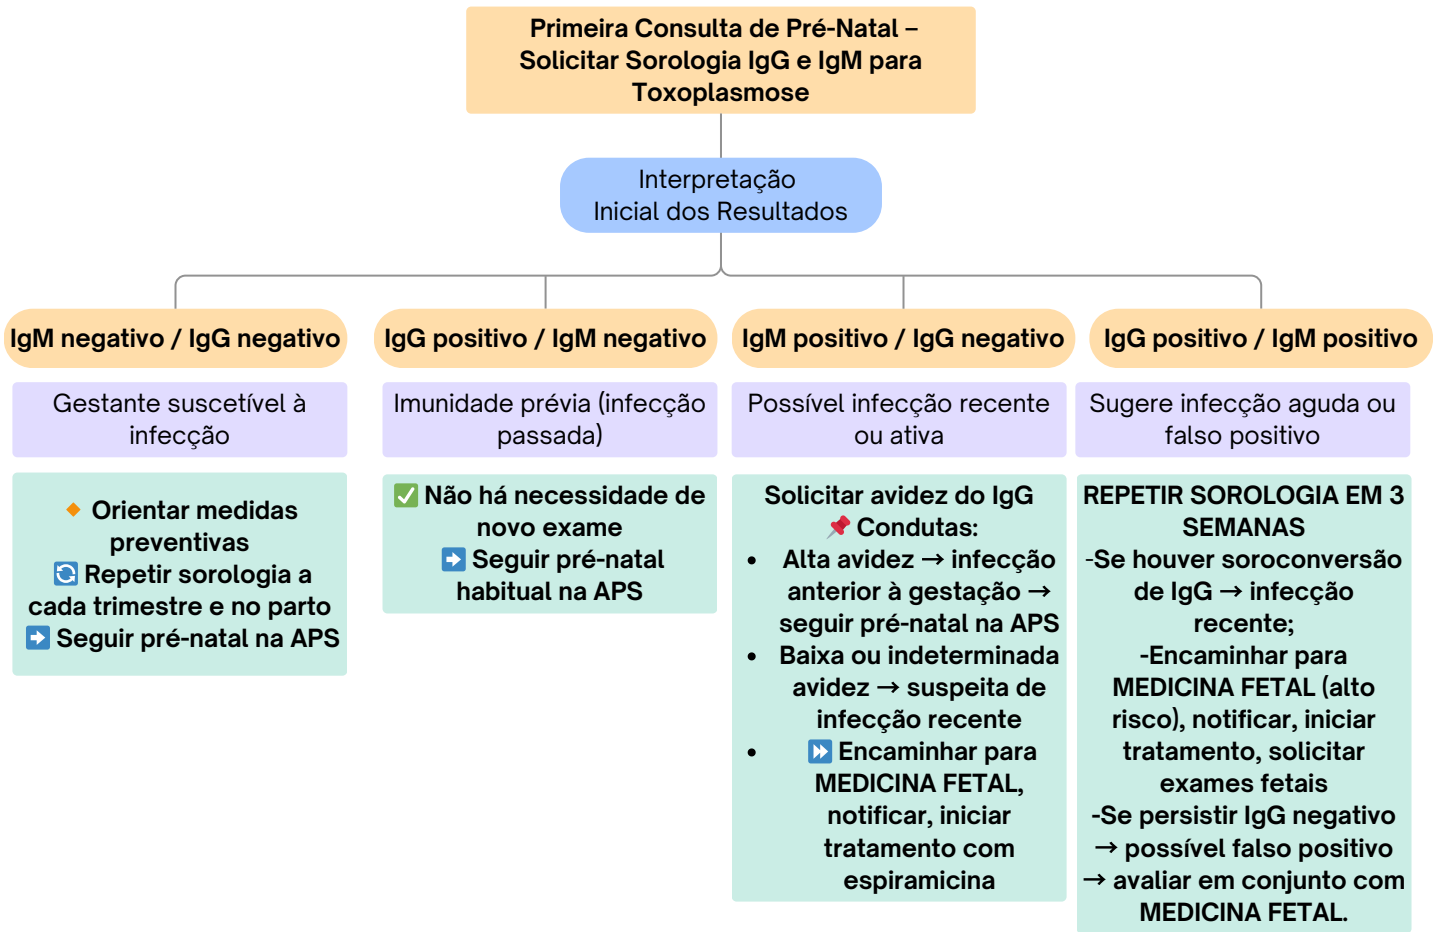 Primeira Consulta de Pré-Natal –
Solicitar Sorologia IgG e IgM para
Toxoplasmose
Interpretação
Inicial dos Resultados
IgM negativo / IgG negativo
Gestante suscetível à
infecção
🔸 Orientar medidas
preventivas
🔄 Repetir sorologia a
cada trimestre e no parto
➡️ Seguir pré-natal na APS
IgG positivo / IgM negativo
Imunidade prévia (infecção
passada)
✅ Não há necessidade de
novo exame
➡️ Seguir pré-natal
habitual na APS
IgM positivo / IgG negativo
Possível infecção recente
ou ativa
Solicitar avidez do IgG
📌 Condutas:
• Alta avidez → infecção
anterior à gestação →
seguir pré-natal na APS
• Baixa ou indeterminada
avidez → suspeita de
infecção recente
• ⏩ Encaminhar para
MEDICINA FETAL,
notificar, iniciar
tratamento com
espiramicina
IgG positivo / IgM positivo
Sugere infecção aguda ou
falso positivo
REPETIR SOROLOGIA EM 3
SEMANAS
-Se houver soroconversão
de IgG → infecção
recente;
-Encaminhar para
MEDICINA FETAL (alto
risco), notificar, iniciar
tratamento, solicitar
exames fetais
-Se persistir IgG negativo
→ possível falso positivo
→ avaliar em conjunto com
MEDICINA FETAL.